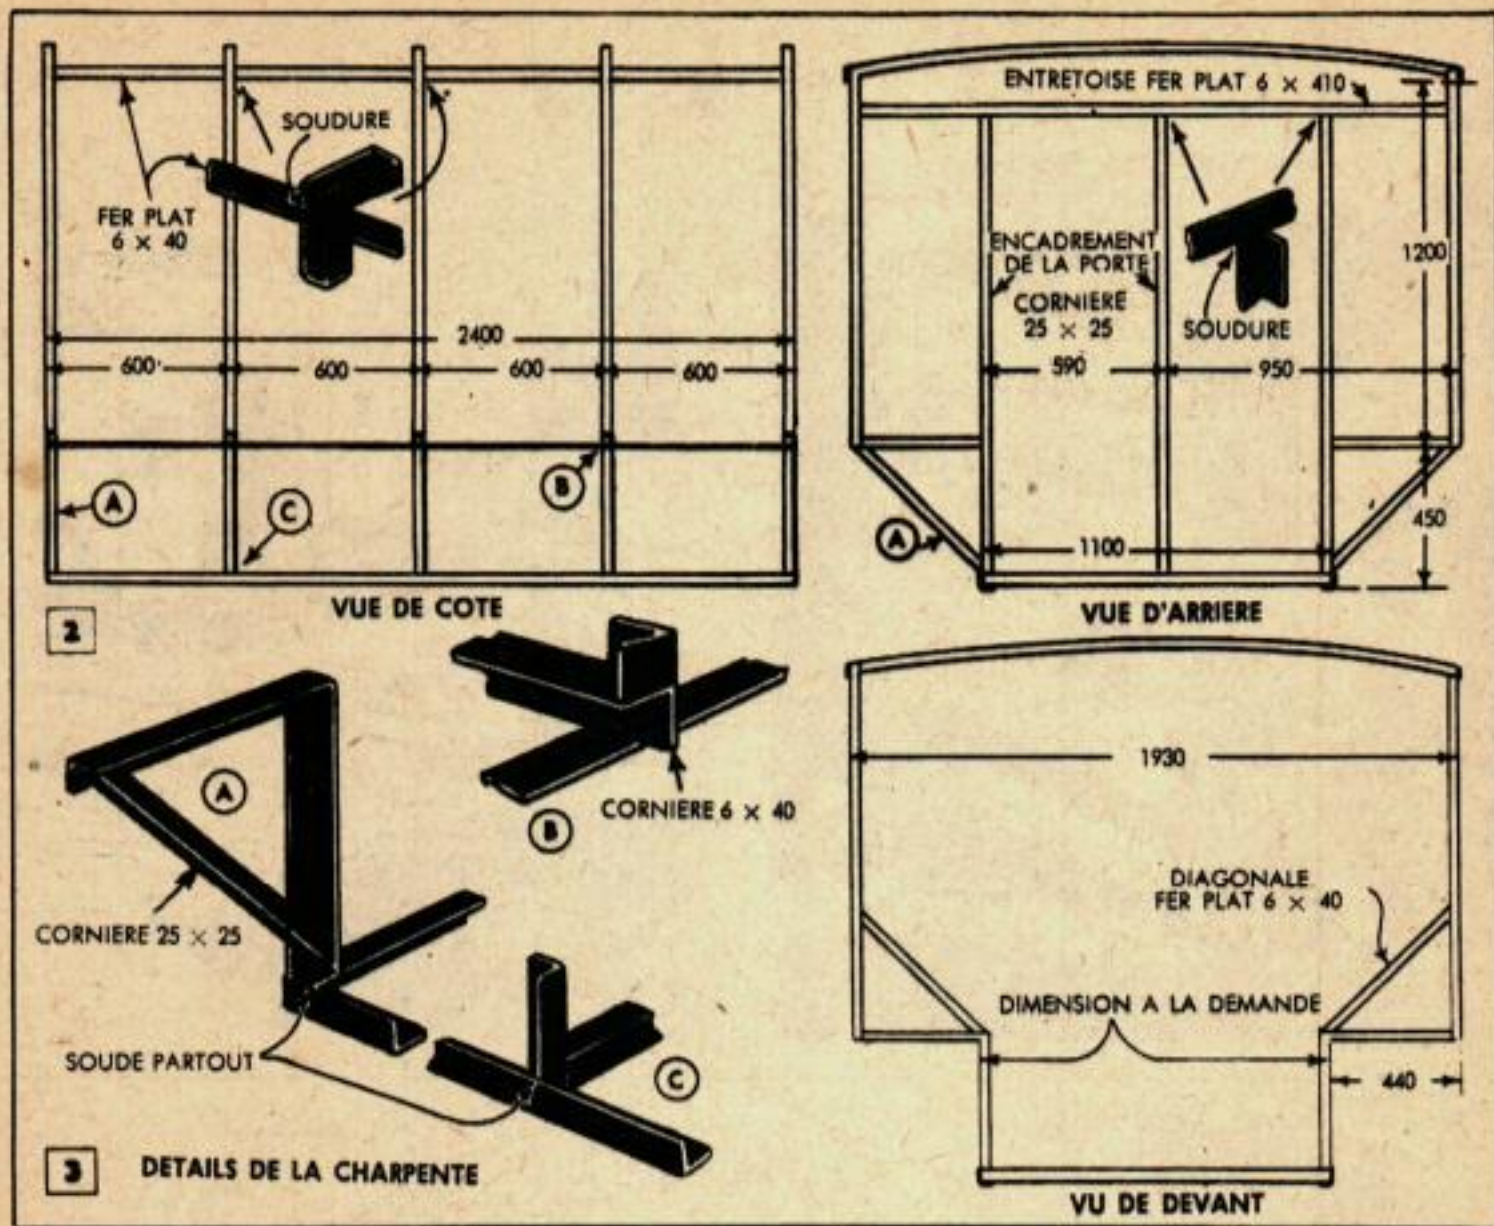 SOUDURE
FER PLAT
6 × 40
2400
600
600
600
600
A
C
B
VUE DE COTE
2
ENTRETOISE FER PLAT 6 × 410
ENCADREMENT
DE LA PORTE
CORNIERE
25 × 25
SOUDURE
1200
590
950
A
1100
450
VUE D'ARRIERE
A
CORNIERE 25 × 25
B
CORNIERE 6 × 40
SOUDE PARTOUT
C
3
DETAILS DE LA CHARPENTE
1930
DIAGONALE
FER PLAT 6 × 40
DIMENSION A LA DEMANDE
440
VU DE DEVANT